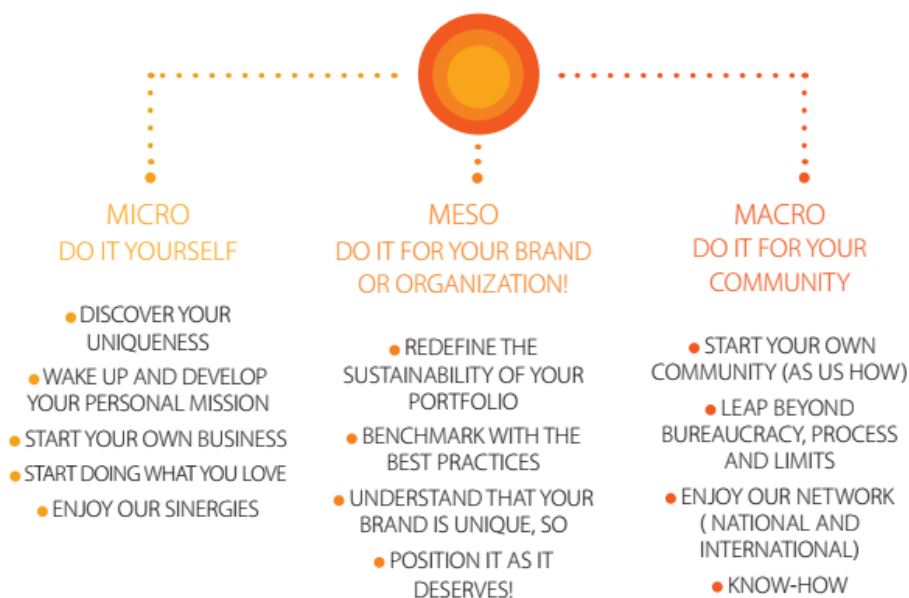 MICRO
DO IT YOURSELF
DISCOVER YOUR
UNIQUENESS
WAKE UP AND DEVELOP
YOUR PERSONAL MISSION
START YOUR OWN BUSINESS
START DOING WHAT YOU LOVE
ENJOY OUR SINERGIES
MESO
DO IT FOR YOUR BRAND
OR ORGANIZATION!
REDEFINE THE
SUSTAINABILITY OF YOUR
PORTFOLIO
BENCHMARK WITH THE
BEST PRACTICES
UNDERSTAND THAT YOUR
BRAND IS UNIQUE, SO
POSITION IT AS IT
DESERVES!
MACRO
DO IT FOR YOUR
COMMUNITY
START YOUR OWN
COMMUNITY (AS US HOW)
LEAP BEYOND
BUREAUCRACY, PROCESS
AND LIMITS
ENJOY OUR NETWORK
( NATIONAL AND
INTERNATIONAL)
KNOW-HOW